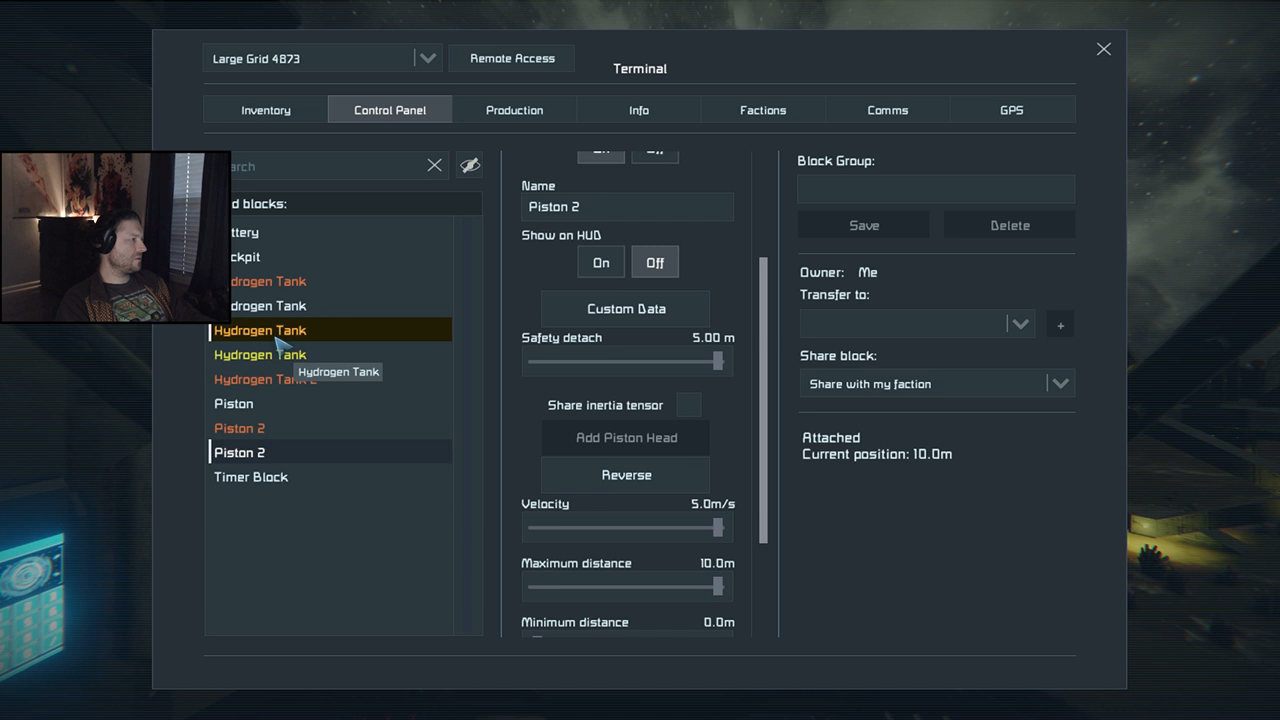 Large Grid 4873
Remote Access
Terminal
Inventory
Control Panel
Production
Info
Factions
Comms
GPS
arch
d blocks:
ttery
ckpit
drogen Tank
drogen Tank
Hydrogen Tank
Hydrogen Tank
Hydrogen Tank
Hydrogen Tank 2
Piston
Piston 2
Piston 2
Timer Block
Name
Piston 2
Show on HUD
On
Off
Custom Data
Safety detach 5.00 m
Share inertia tensor
Add Piston Head
Reverse
Velocity 5.0m/s
Maximum distance 10.0m
Minimum distance 0.0m
Block Group:
Save
Delete
Owner: Me
Transfer to:
+
Share block:
Share with my faction
Attached
Current position: 10.0m